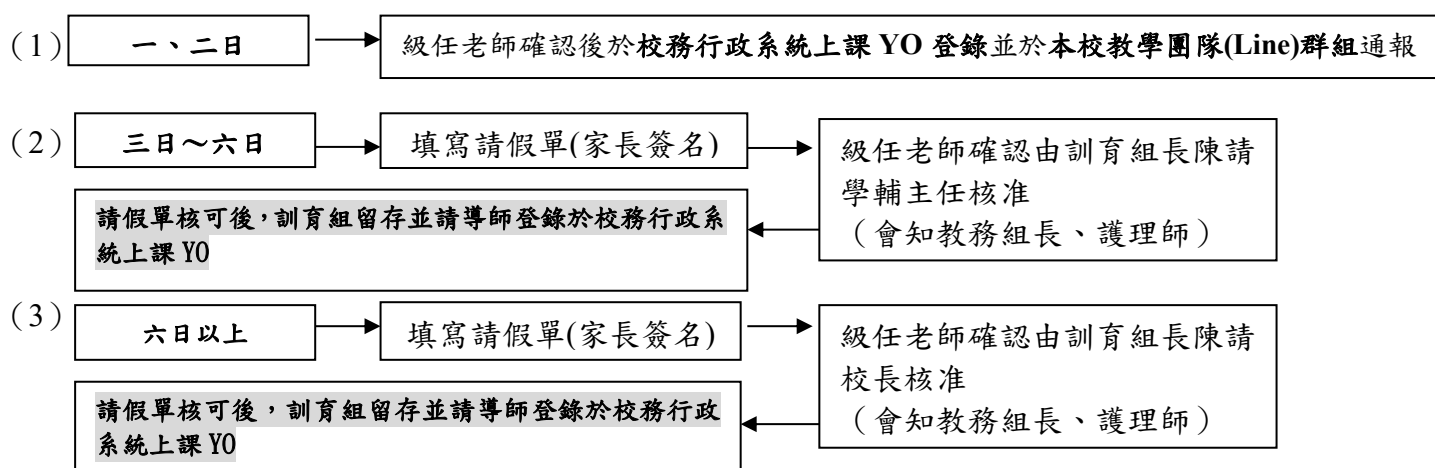 （1） 一、二日 級任老師確認後於校務行政系統上課 YO 登錄並於本校教學團隊(Line)群組通報
（2） 三日～六日 填寫請假單(家長簽名)
級任老師確認由訓育組長陳請
學輔主任核准
（會知教務組長、護理師）
請假單核可後，訓育組留存並請導師登錄於校務行政系
統上課 YO
（3） 六日以上 填寫請假單(家長簽名)
級任老師確認由訓育組長陳請
校長核准
（會知教務組長、護理師）
請假單核可後，訓育組留存並請導師登錄於校務行政
系統上課 YO